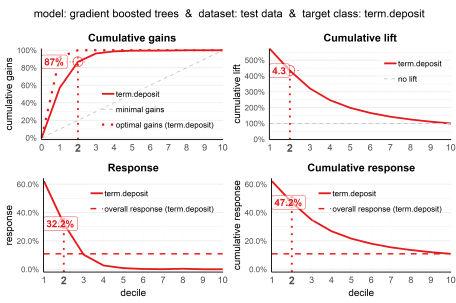 model: gradient boosted trees & dataset: test data & target class: term.deposit
Cumulative gains
cumulative gains
100%
80%
60%
40%
20%
0%
87%
term.deposit
minimal gains
optimal gains (term.deposit)
0 1 2 3 4 5 6 7 8 9 10
Cumulative lift
cumulative lift
500%
400%
300%
200%
100%
0%
4.3
term.deposit
no lift
1 2 3 4 5 6 7 8 9 10
Response
response
60.0%
40.0%
20.0%
0.0%
32.2%
term.deposit
overall response (term.deposit)
1 2 3 4 5 6 7 8 9 10
decile
Cumulative response
cumulative response
60.0%
40.0%
20.0%
0.0%
47.2%
term.deposit
overall response (term.deposit)
1 2 3 4 5 6 7 8 9 10
decile